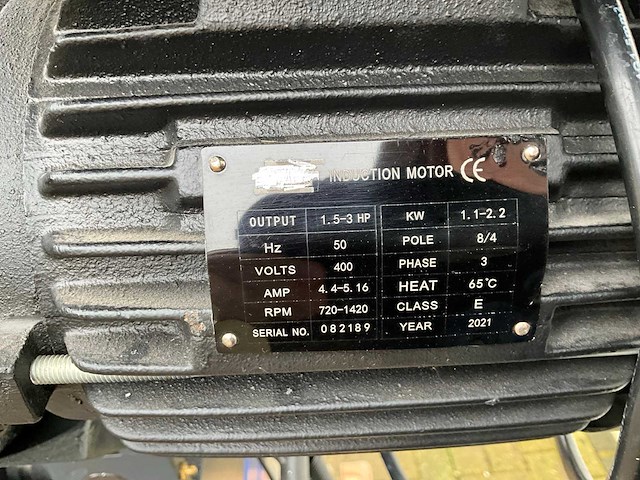 INDUCTION MOTOR CE
OUTPUT 1.5-3 HP KW 1.1-2.2
Hz 50 POLE 8/4
VOLTS 400 PHASE 3
AMP 4.4-5.16 HEAT 65℃
RPM 720-1420 CLASS E
SERIAL NO. 082189 YEAR 2021